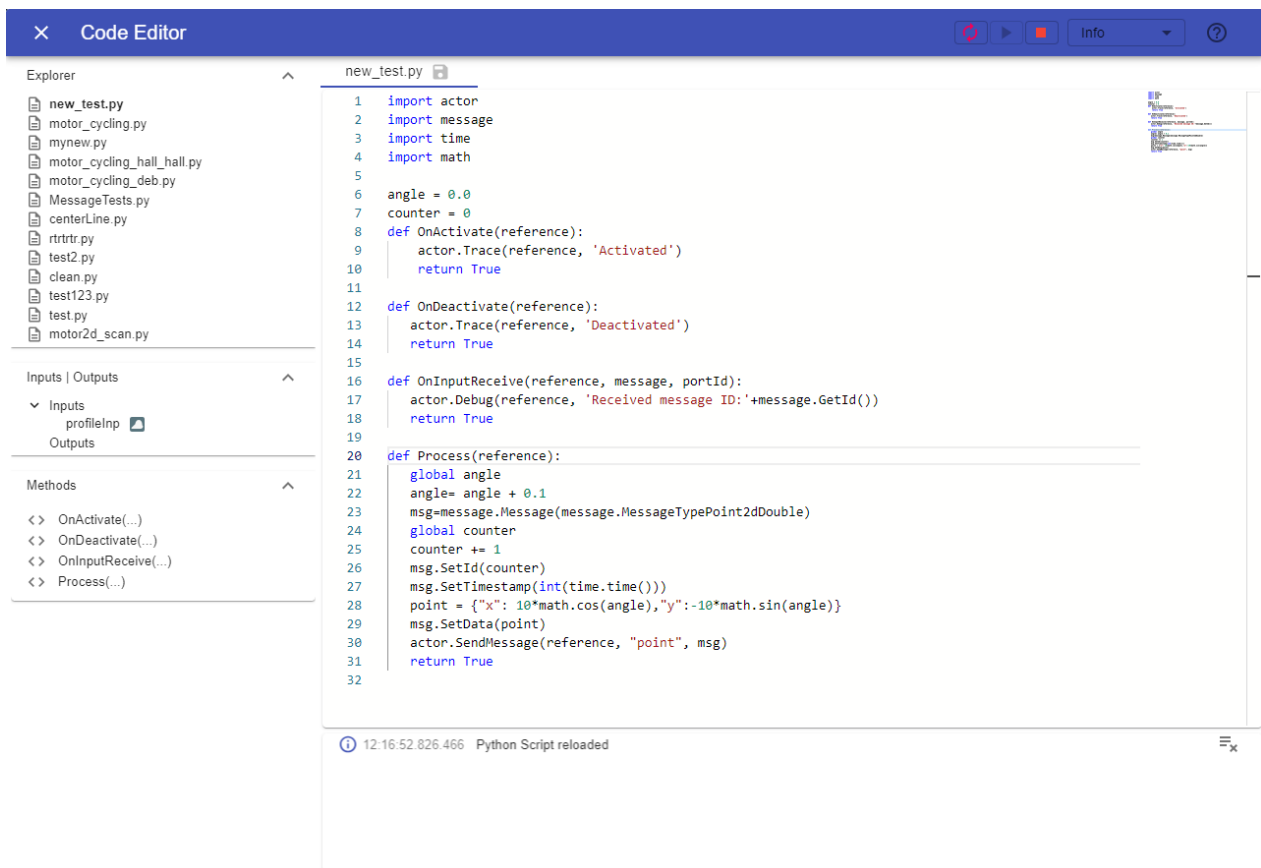 Code Editor
Info
Explorer
new_test.py
motor_cycling.py
mynew.py
motor_cycling_hall_hall.py
motor_cycling_deb.py
MessageTests.py
centerLine.py
rtrtrtr.py
test2.py
clean.py
test123.py
test.py
motor2d_scan.py
Inputs | Outputs
Inputs
profileInp
Outputs
Methods
<> OnActivate(...)
<> OnDeactivate(...)
<> OnInputReceive(...)
<> Process(...)
new_test.py
1 import actor
2 import message
3 import time
4 import math
5
6 angle = 0.0
7 counter = 0
8 def OnActivate(reference):
9 actor.Trace(reference, 'Activated')
10 return True
11
12 def OnDeactivate(reference):
13 actor.Trace(reference, 'Deactivated')
14 return True
15
16 def OnInputReceive(reference, message, portId):
17 actor.Debug(reference, 'Received message ID:'+message.GetId())
18 return True
19
20 def Process(reference):
21 global angle
22 angle= angle + 0.1
23 msg=message.Message(message.MessageTypePoint2dDouble)
24 global counter
25 counter += 1
26 msg.SetId(counter)
27 msg.SetTimestamp(int(time.time()))
28 point = {"x": 10*math.cos(angle),"y":-10*math.sin(angle)}
29 msg.SetData(point)
30 actor.SendMessage(reference, "point", msg)
31 return True
32
12:16:52.826.466 Python Script reloaded